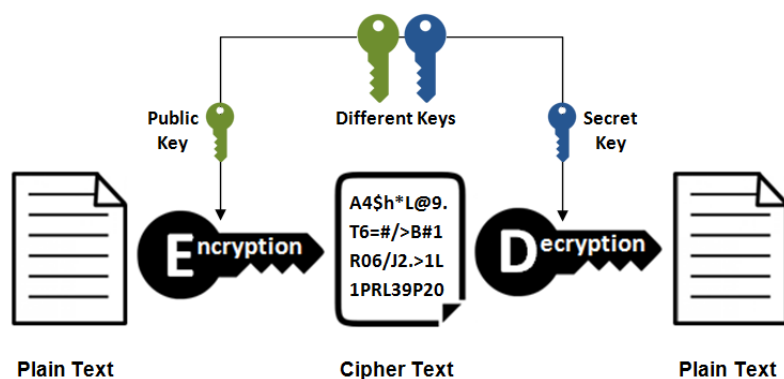 Public
Key
Different Keys
Secret
Key
Encryption
A4$h*L@9.
T6=#/>B#1
R06/J2.>1L
1PRL39P20
Decryption
Plain Text
Cipher Text
Plain Text